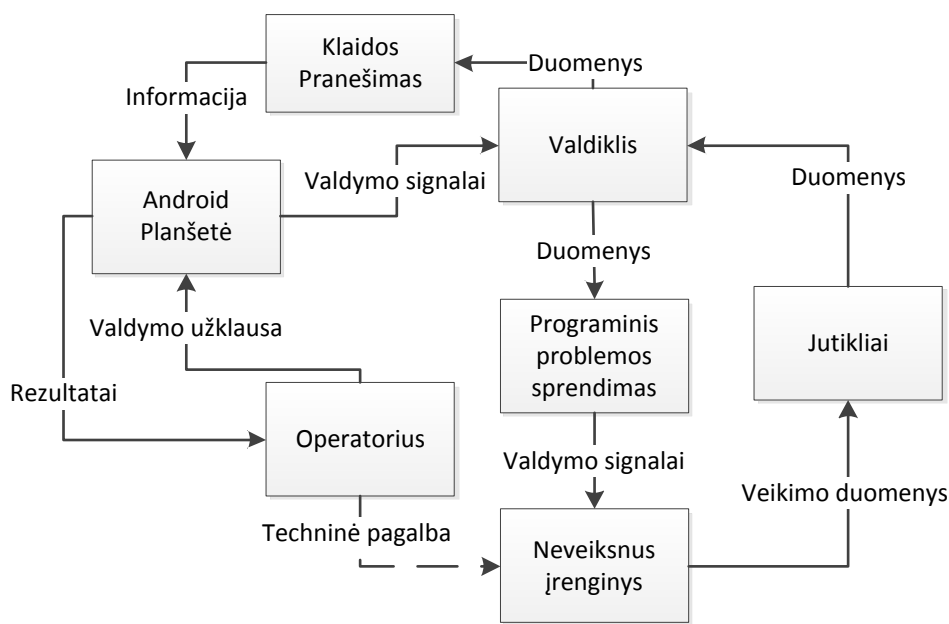 Klaidos
Pranešimas
Duomenys
Informacija
Valdiklis
Android
Planšetė
Valdymo signalai
Duomenys
Duomenys
Valdymo užklausa
Programinis
problemos
sprendimas
Jutikliai
Rezultatai
Operatorius
Valdymo signalai
Veikimo duomenys
Techninė pagalba
Neveiksnus
įrenginys